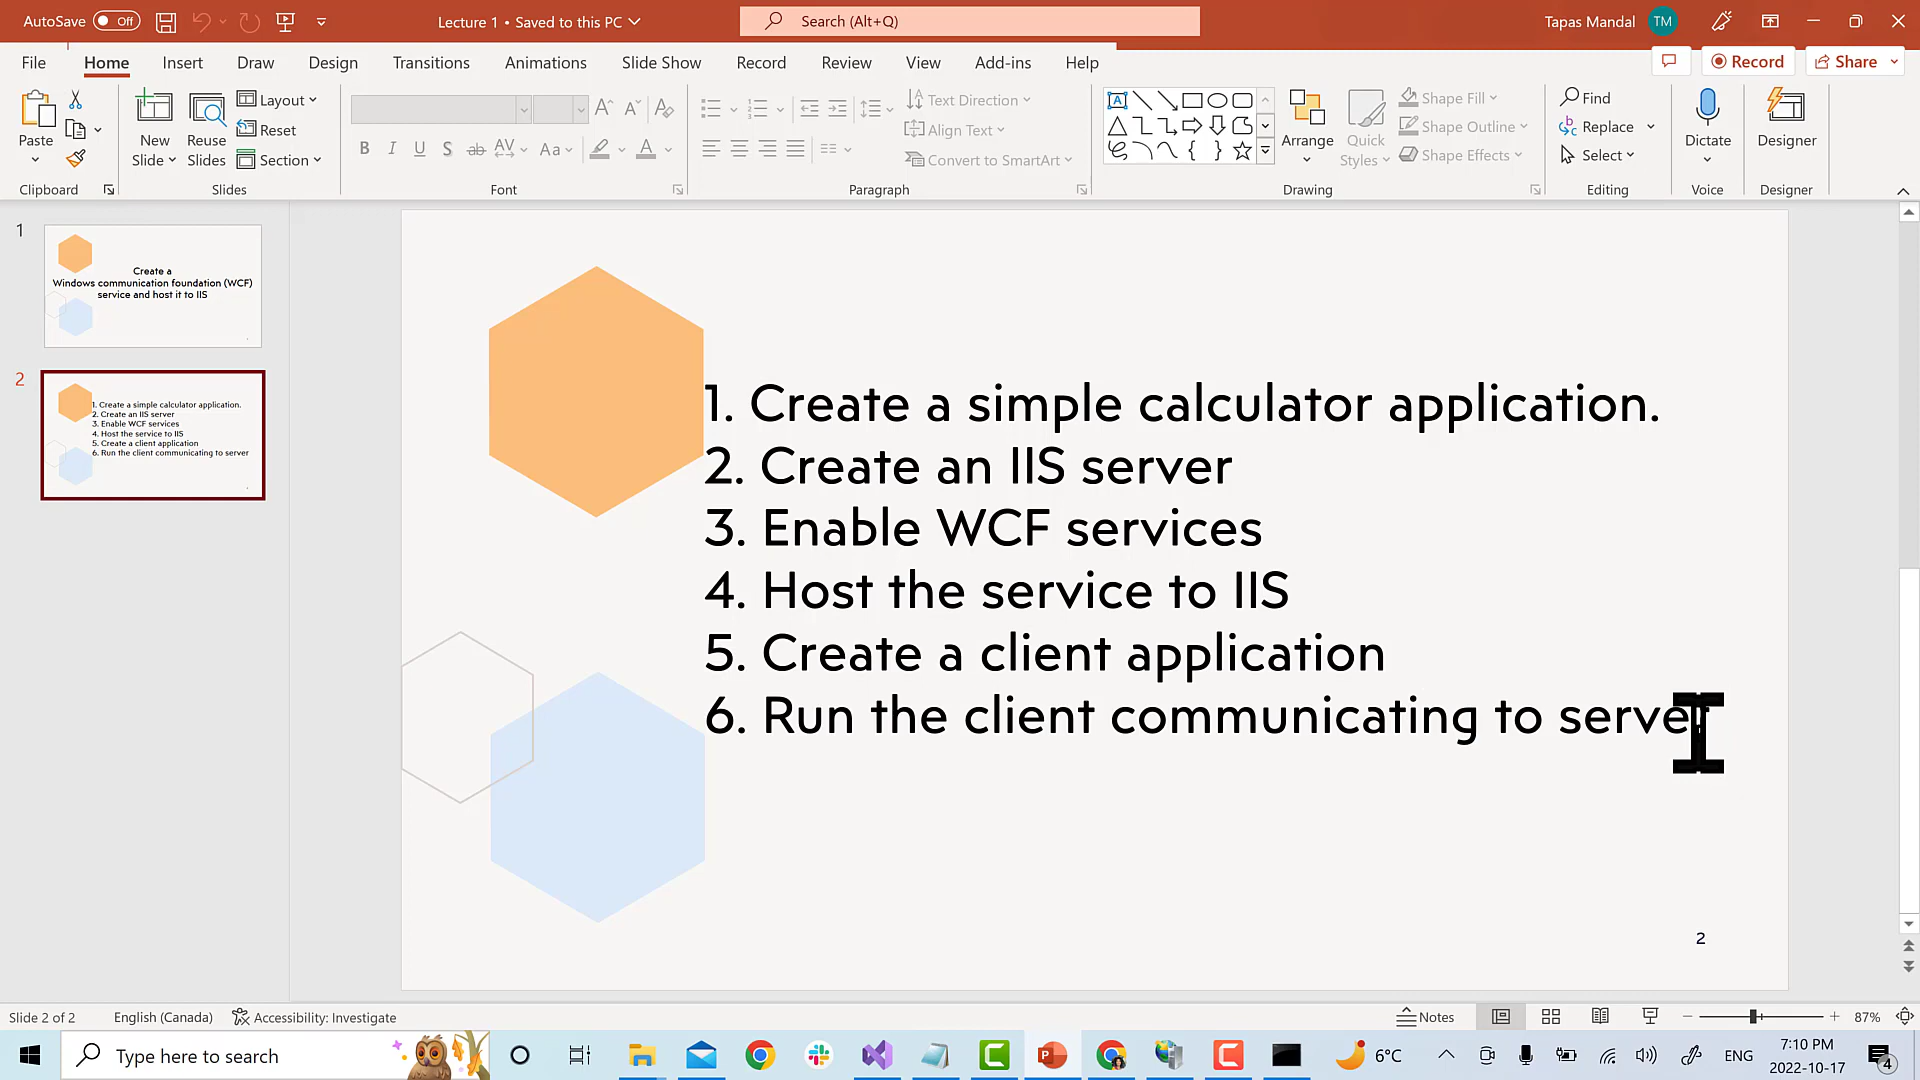 AutoSave Off
Lecture 1 • Saved to this PC
Search (Alt+Q)
Tapas Mandal TM
File Home Insert Draw Design Transitions Animations Slide Show Record Review View Add-ins Help
Record Share
Paste
New Slide
Reuse Slides
Layout
Reset
Section
B I U S ab AV Aa A
Text Direction
Align Text
Convert to SmartArt
Arrange
Quick Styles
Shape Fill
Shape Outline
Shape Effects
Find
Replace
Select
Dictate
Designer
Clipboard Slides Font Paragraph Drawing Editing Voice Designer
1
Create a
Windows communication foundation (WCF)
service and host it to IIS
2
1. Create a simple calculator application.
2. Create an IIS server
3. Enable WCF services
4. Host the service to IIS
5. Create a client application
6. Run the client communicating to server
1. Create a simple calculator application.
2. Create an IIS server
3. Enable WCF services
4. Host the service to IIS
5. Create a client application
6. Run the client communicating to server
2
Slide 2 of 2 English (Canada) Accessibility: Investigate Notes 87%
Type here to search
6°C
ENG
7:10 PM
2022-10-17
4